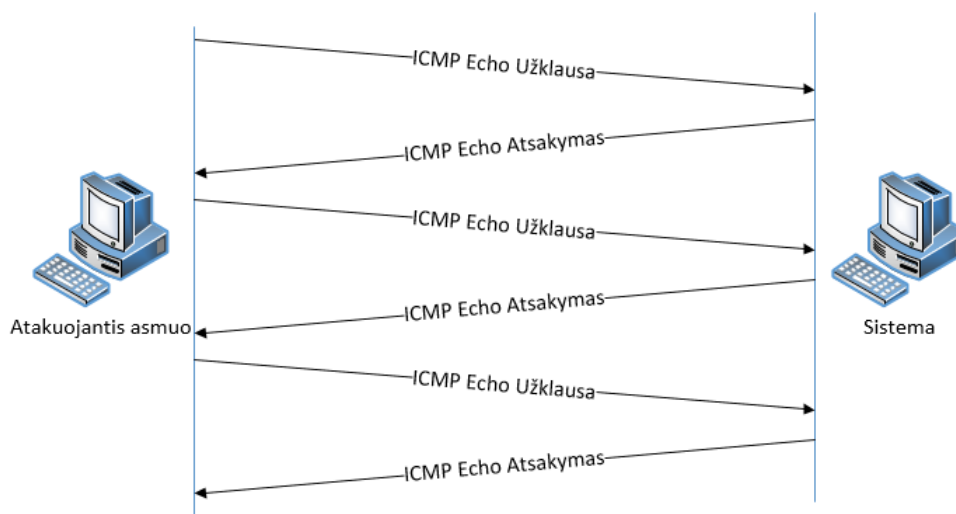 ICMP Echo Užklausa
ICMP Echo Atsakymas
ICMP Echo Užklausa
ICMP Echo Atsakymas
Atakuojantis asmuo
Sistema
ICMP Echo Užklausa
ICMP Echo Atsakymas